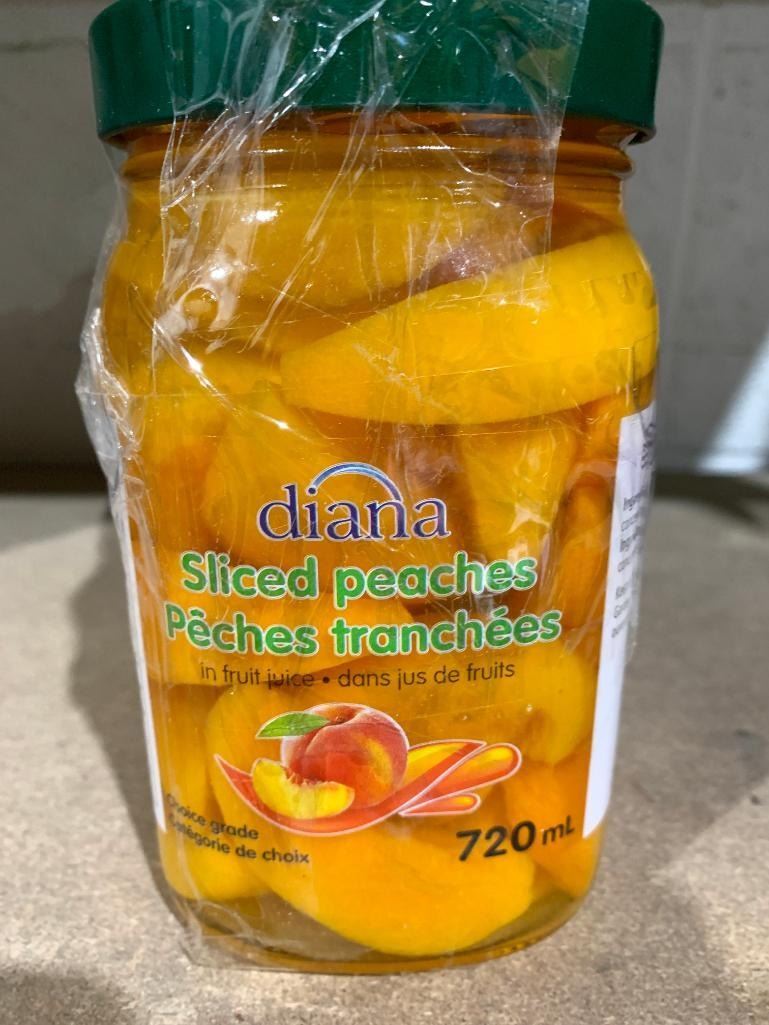 diana
Sliced peaches
Pêches tranchées
in fruit juice • dans jus de fruits
Choice grade
Catégorie de choix
720 mL